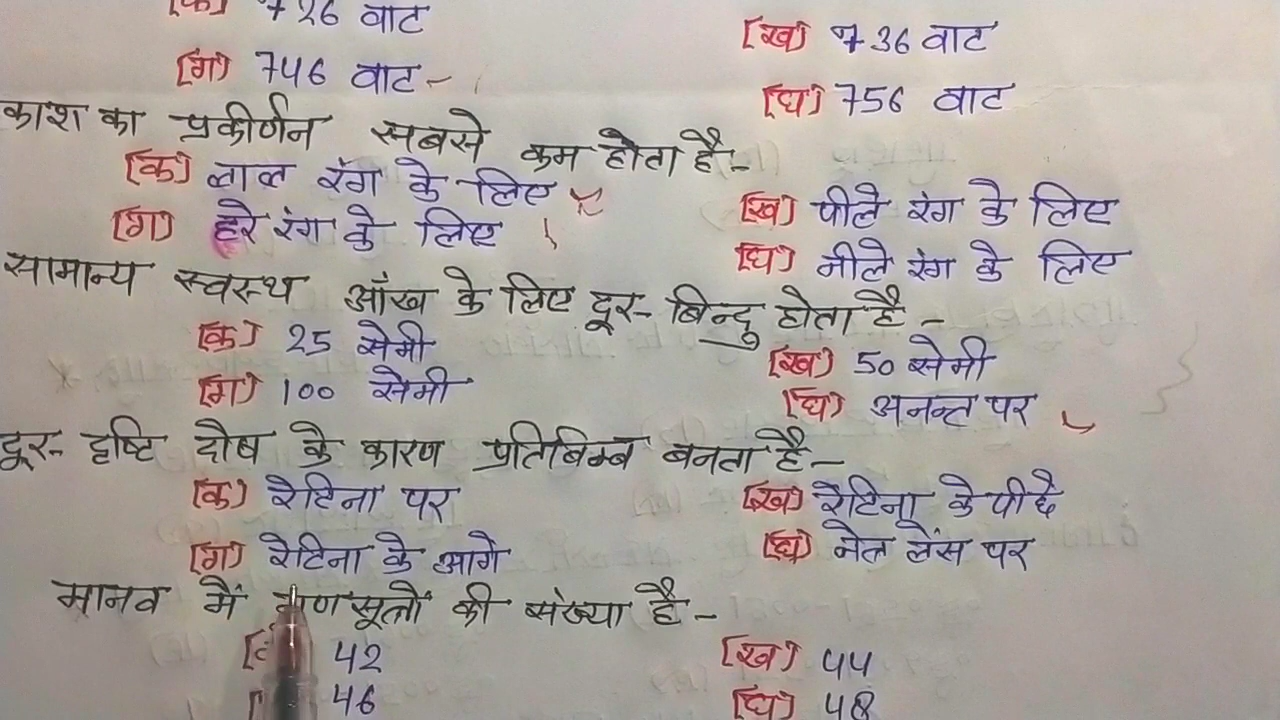 (क) 726 वाट (ख) 736 वाट
(ग) 746 वाट (घ) 756 वाट
काश का प्रकीर्णन सबसे कम होता है-
(क) लाल रंग के लिए (ख) पीले रंग के लिए
(ग) हरे रंग के लिए (घ) नीले रंग के लिए
सामान्य स्वस्थ आँख के लिए दूर-बिन्दु होता है-
(क) 25 सेमी (ख) 50 सेमी
(ग) 100 सेमी (घ) अनन्त पर
दूर-दृष्टि दोष के कारण प्रतिबिम्ब बनता है-
(क) रेटिना पर (ख) रेटिना के पीछे
(ग) रेटिना के आगे (घ) नेत्र लेंस पर
मानव में की संख्या है-
42 (ख) 44
46 (घ) 48